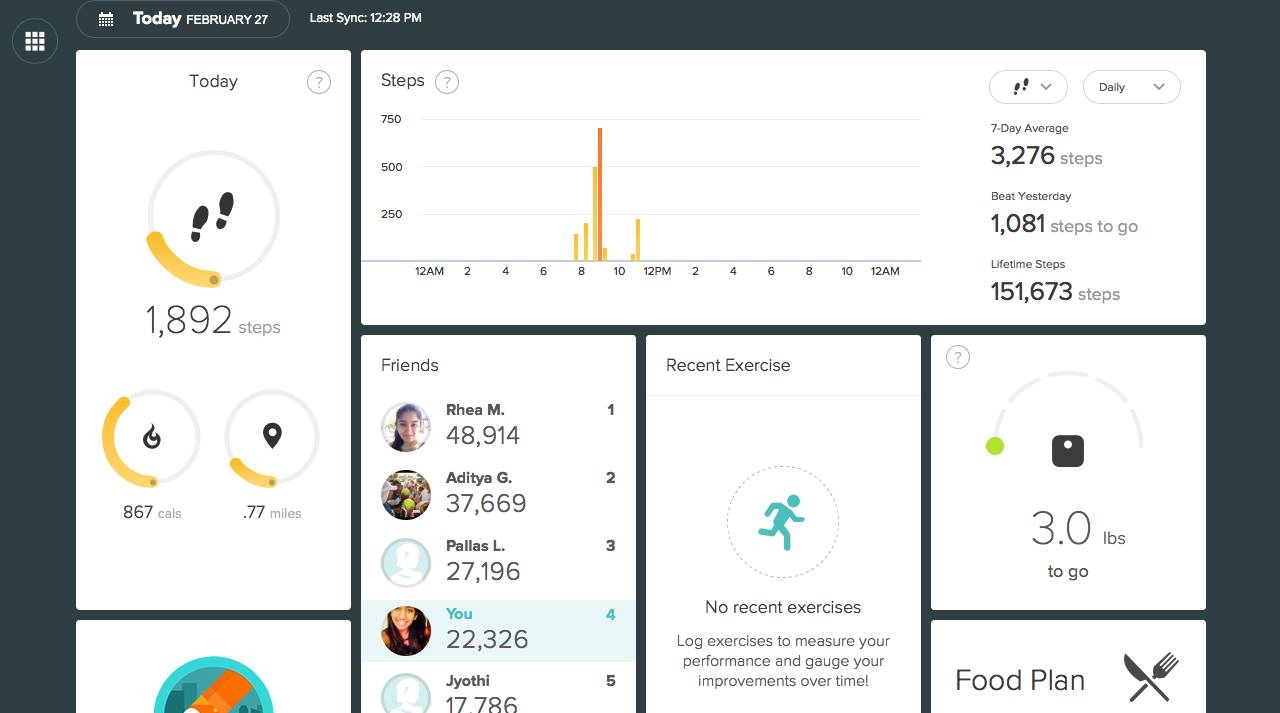 Today FEBRUARY 27
Last Sync: 12:28 PM
Today
?
1,892 steps
867 cals
.77 miles
Steps
?
Daily
750
500
250
12AM 2 4 6 8 10 12PM 2 4 6 8 10 12AM
7-Day Average
3,276 steps
Beat Yesterday
1,081 steps to go
Lifetime Steps
151,673 steps
Friends
Rhea M. 1
48,914
Aditya G. 2
37,669
Pallas L. 3
27,196
You 4
22,326
Jyothi 5
17,786
Recent Exercise
No recent exercises
Log exercises to measure your
performance and gauge your
improvements over time!
?
3.0 lbs
to go
Food Plan